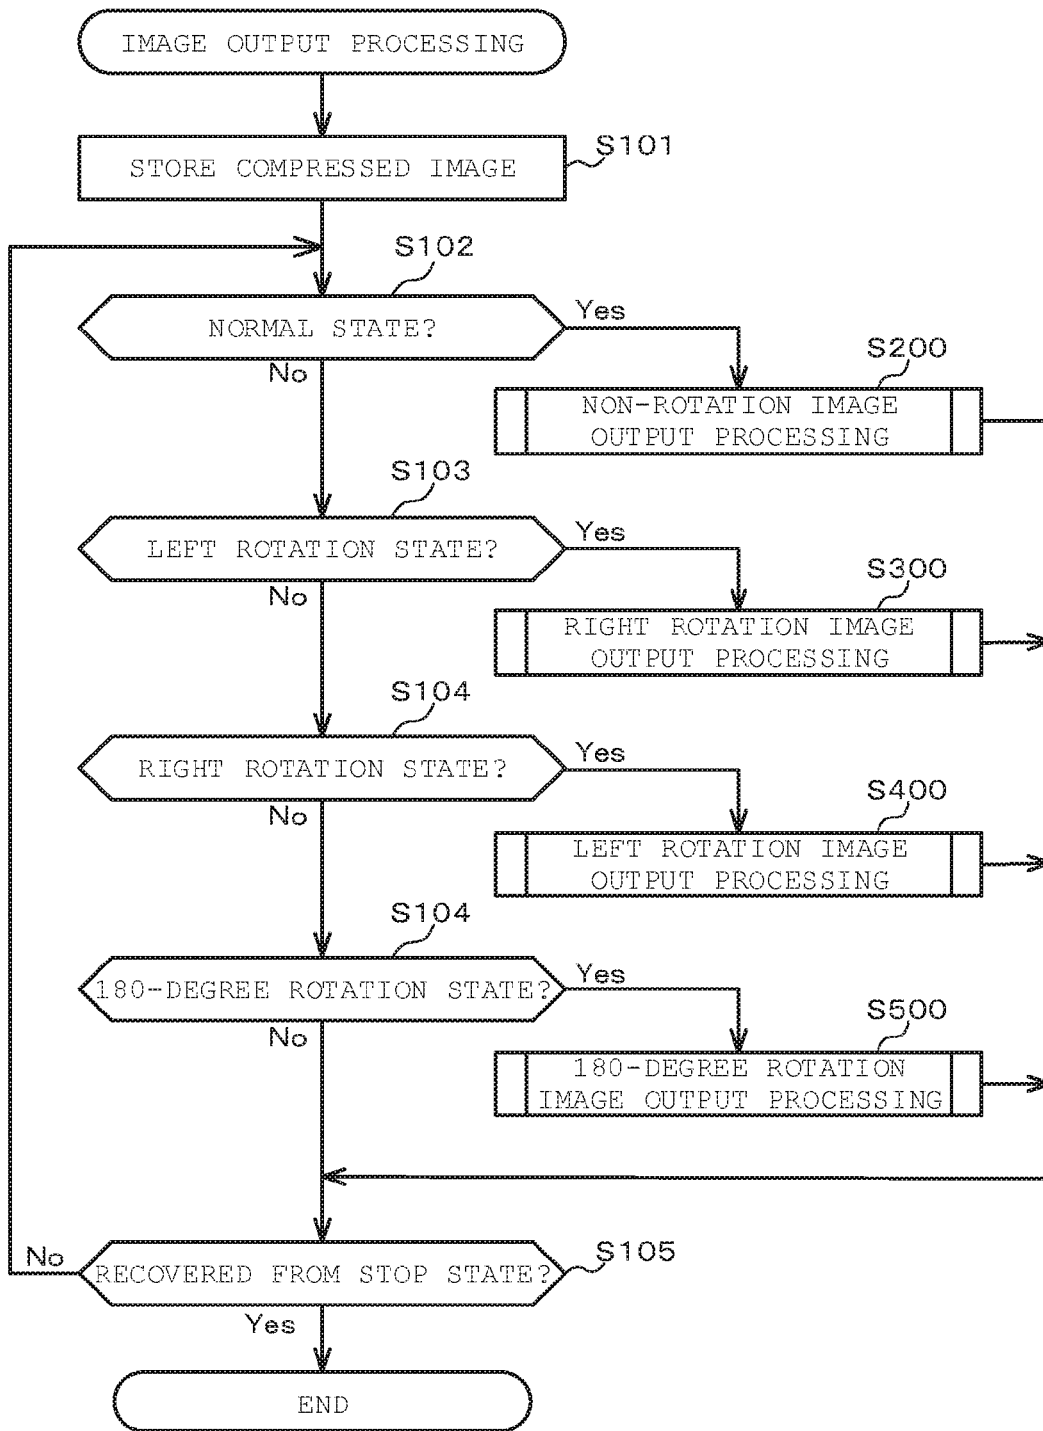 IMAGE OUTPUT PROCESSING
STORE COMPRESSED IMAGE
S101
S102
NORMAL STATE?
Yes
No
S200
NON-ROTATION IMAGE
OUTPUT PROCESSING
S103
LEFT ROTATION STATE?
Yes
No
S300
RIGHT ROTATION IMAGE
OUTPUT PROCESSING
S104
RIGHT ROTATION STATE?
Yes
No
S400
LEFT ROTATION IMAGE
OUTPUT PROCESSING
S104
180-DEGREE ROTATION STATE?
Yes
No
S500
180-DEGREE ROTATION
IMAGE OUTPUT PROCESSING
RECOVERED FROM STOP STATE?
S105
No
Yes
END